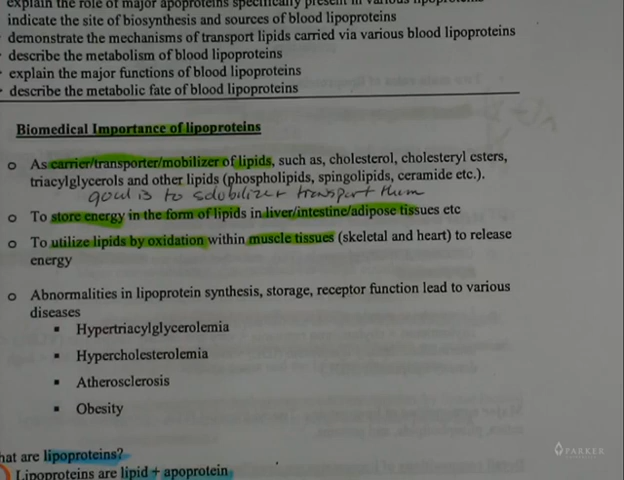 explain the role of major apoproteins specifically present in various lipoproteins
indicate the site of biosynthesis and sources of blood lipoproteins
demonstrate the mechanisms of transport lipids carried via various blood lipoproteins
describe the metabolism of blood lipoproteins
explain the major functions of blood lipoproteins
describe the metabolic fate of blood lipoproteins
Biomedical Importance of lipoproteins
o As carrier/transporter/mobilizer of lipids, such as, cholesterol, cholesteryl esters,
triacylglycerols and other lipids (phospholipids, spingolipids, ceramide etc.).
goal is to solubilizer transport them
o To store energy in the form of lipids in liver/intestine/adipose tissues etc
o To utilize lipids by oxidation within muscle tissues (skeletal and heart) to release
energy
o Abnormalities in lipoprotein synthesis, storage, receptor function lead to various
diseases
▪ Hypertriacylglycerolemia
▪ Hypercholesterolemia
▪ Atherosclerosis
▪ Obesity
hat are lipoproteins?
Lipoproteins are lipid + apoprotein
PARKER